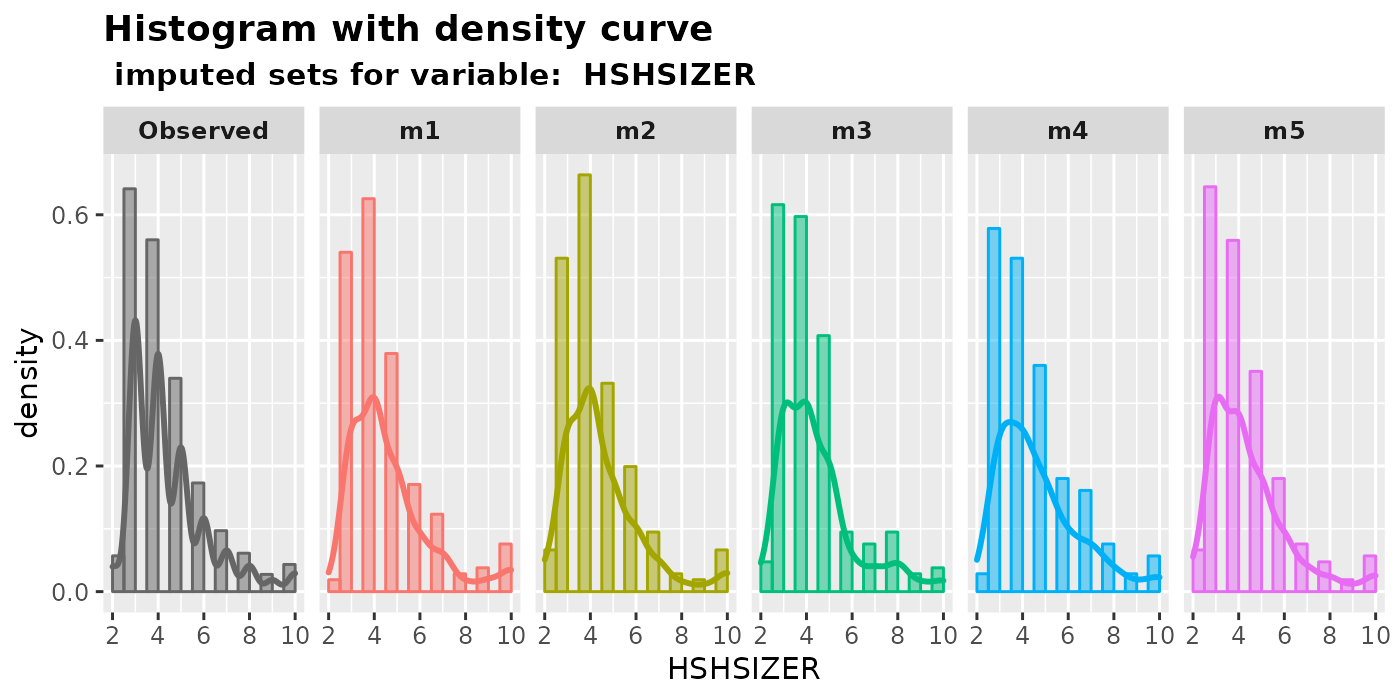 Histogram with density curve
imputed sets for variable:  HSHSIZER
Observed m1 m2 m3 m4 m5
0.6
0.4
0.2
0.0
density
2 4 6 8 10 2 4 6 8 10 2 4 6 8 10 2 4 6 8 10 2 4 6 8 10 2 4 6 8 10
HSHSIZER